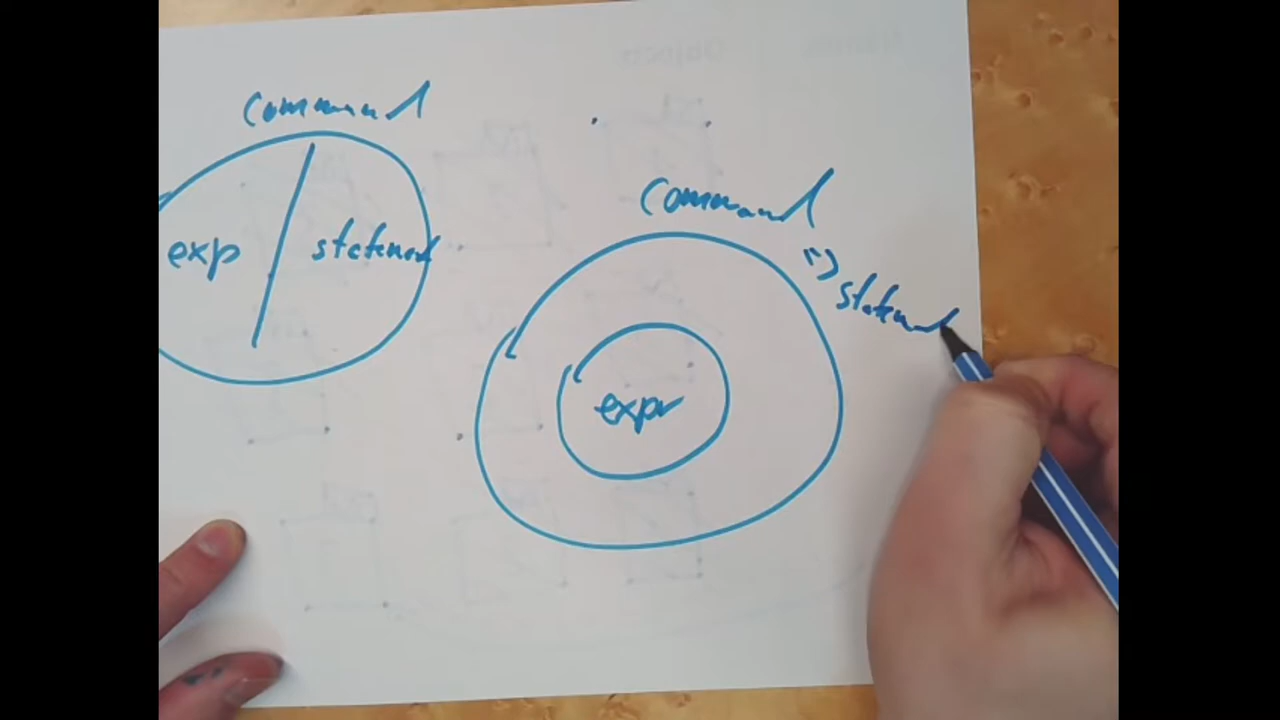 command
exp
statement
command
<=>
statement
expr